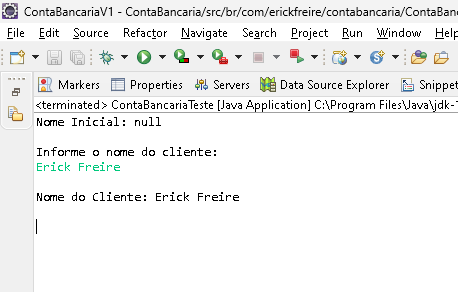 ContaBancariaV1 - ContaBancaria/src/br/com/erickfreire/contabancaria/ContaBanc
File Edit Source Refactor Navigate Search Project Run Window Help
Markers Properties Servers Data Source Explorer Snippet
<terminated> ContaBancariaTeste [Java Application] C:\Program Files\Java\jdk-
Nome Inicial: null
Informe o nome do cliente:
Erick Freire
Nome do Cliente: Erick Freire